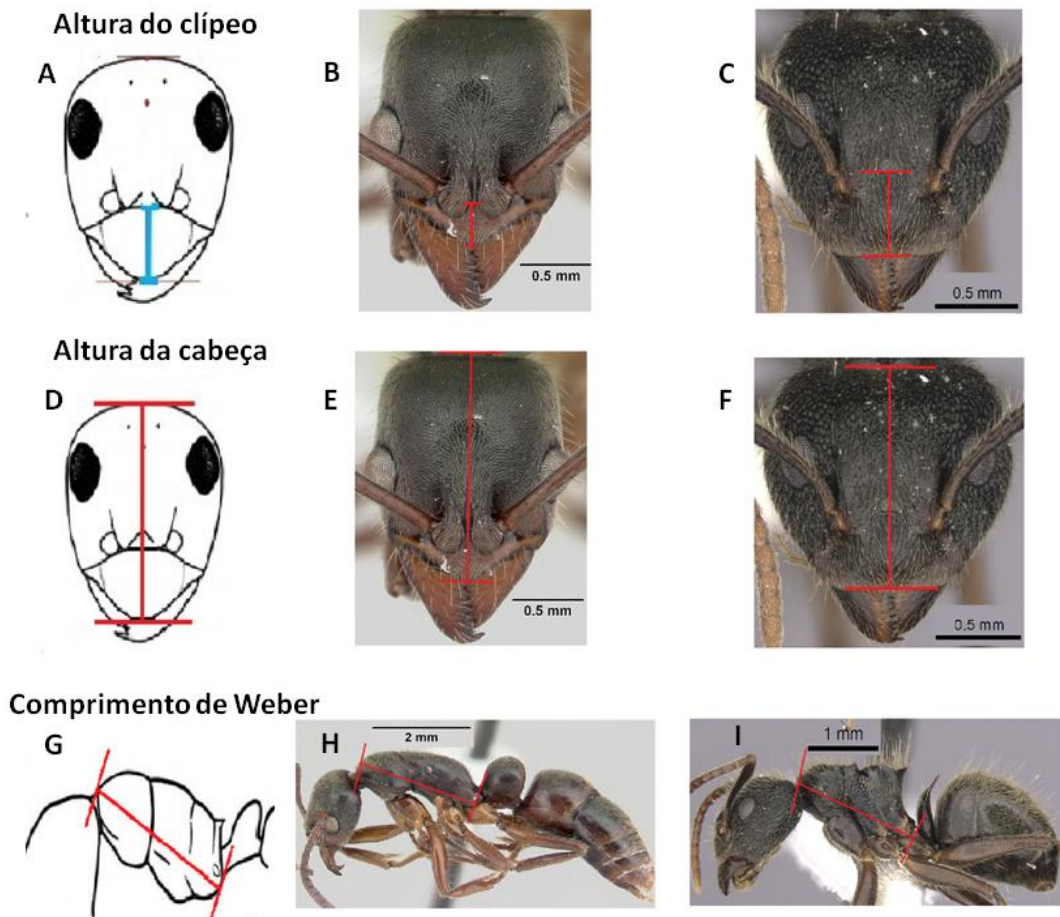 Altura do clípeo
A
B
C
0.5 mm
0.5 mm
Altura da cabeça
D
E
F
0.5 mm
0.5 mm
Comprimento de Weber
G
H
I
2 mm
1 mm